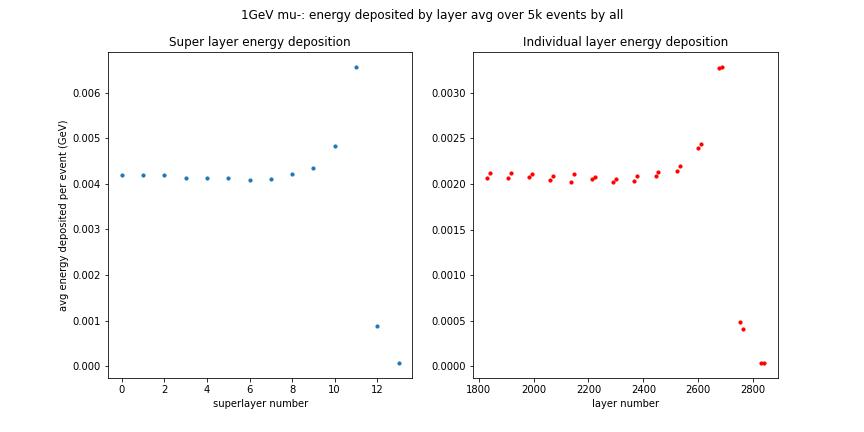 1GeV mu-: energy deposited by layer avg over 5k events by all
Super layer energy deposition
avg energy deposited per event (GeV)
0.006
0.005
0.004
0.003
0.002
0.001
0.000
0 2 4 6 8 10 12
superlayer number
Individual layer energy deposition
0.0030
0.0025
0.0020
0.0015
0.0010
0.0005
0.0000
1800 2000 2200 2400 2600 2800
layer number